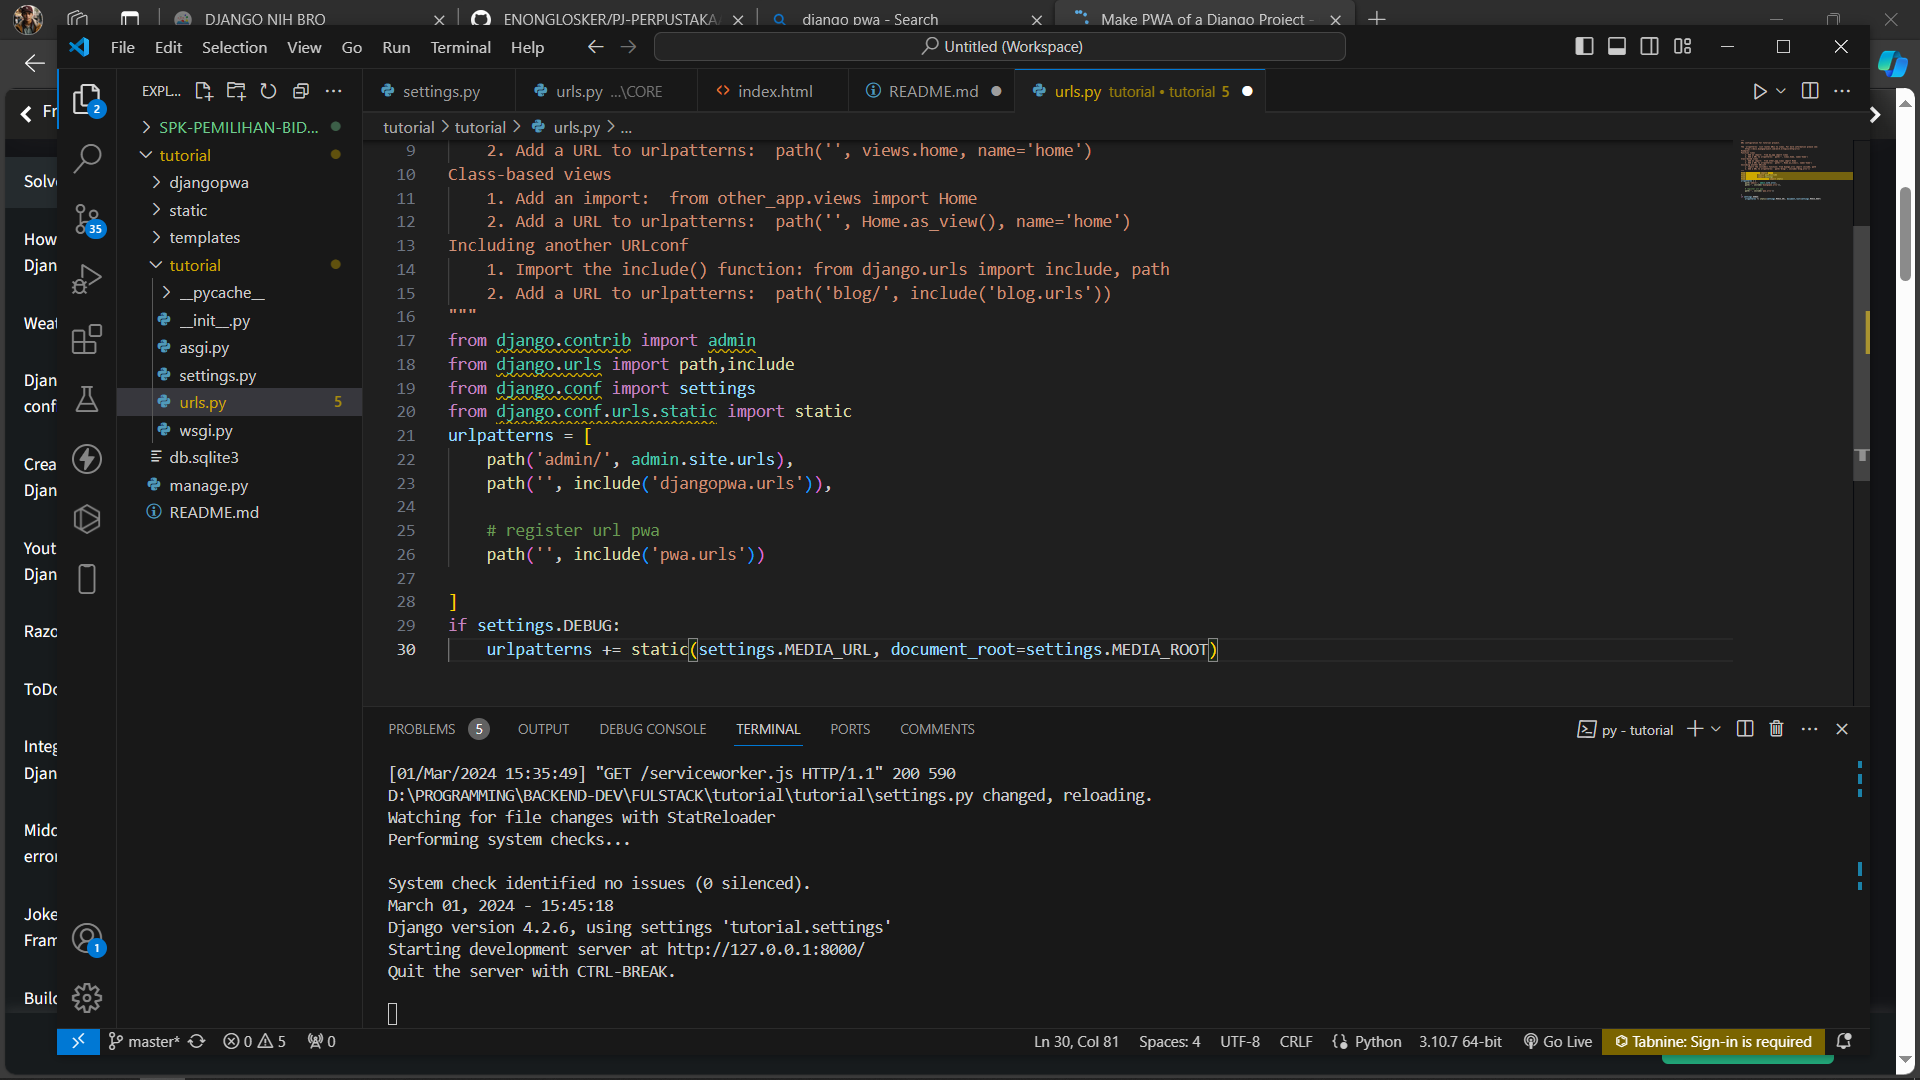 DJANGO NIH BRO
ENONGLOSKER/PJ-PERPUSTAKA
django pwa - Search
Make PWA of a Django Project -
File Edit Selection View Go Run Terminal Help
Untitled (Workspace)
EXPL...
settings.py
urls.py ...\CORE
index.html
README.md
urls.py tutorial • tutorial 5
tutorial > tutorial > urls.py > ...
Fr
Solve
How
Djan
Weat
Djan
conf
Crea
Djan
Yout
Djan
Razo
ToDo
Integ
Djan
Midd
error
Joke
Fram
Build
2
35
1
SPK-PEMILIHAN-BID...
tutorial
djangopwa
static
templates
tutorial
__pycache__
__init__.py
asgi.py
settings.py
urls.py 5
wsgi.py
db.sqlite3
manage.py
README.md
9 2. Add a URL to urlpatterns:  path('', views.home, name='home')
10 Class-based views
11 1. Add an import:  from other_app.views import Home
12 2. Add a URL to urlpatterns:  path('', Home.as_view(), name='home')
13 Including another URLconf
14 1. Import the include() function: from django.urls import include, path
15 2. Add a URL to urlpatterns:  path('blog/', include('blog.urls'))
16 """
17 from django.contrib import admin
18 from django.urls import path,include
19 from django.conf import settings
20 from django.conf.urls.static import static
21 urlpatterns = [
22 path('admin/', admin.site.urls),
23 path('', include('djangopwa.urls')),
24
25 # register url pwa
26 path('', include('pwa.urls'))
27
28 ]
29 if settings.DEBUG:
30 urlpatterns += static(settings.MEDIA_URL, document_root=settings.MEDIA_ROOT)
PROBLEMS 5 OUTPUT DEBUG CONSOLE TERMINAL PORTS COMMENTS
py - tutorial
[01/Mar/2024 15:35:49] "GET /serviceworker.js HTTP/1.1" 200 590
D:\PROGRAMMING\BACKEND-DEV\FULSTACK\tutorial\tutorial\settings.py changed, reloading.
Watching for file changes with StatReloader
Performing system checks...
System check identified no issues (0 silenced).
March 01, 2024 - 15:45:18
Django version 4.2.6, using settings 'tutorial.settings'
Starting development server at http://127.0.0.1:8000/
Quit the server with CTRL-BREAK.
master* 0 5 0
Ln 30, Col 81 Spaces: 4 UTF-8 CRLF Python 3.10.7 64-bit Go Live Tabnine: Sign-in is required